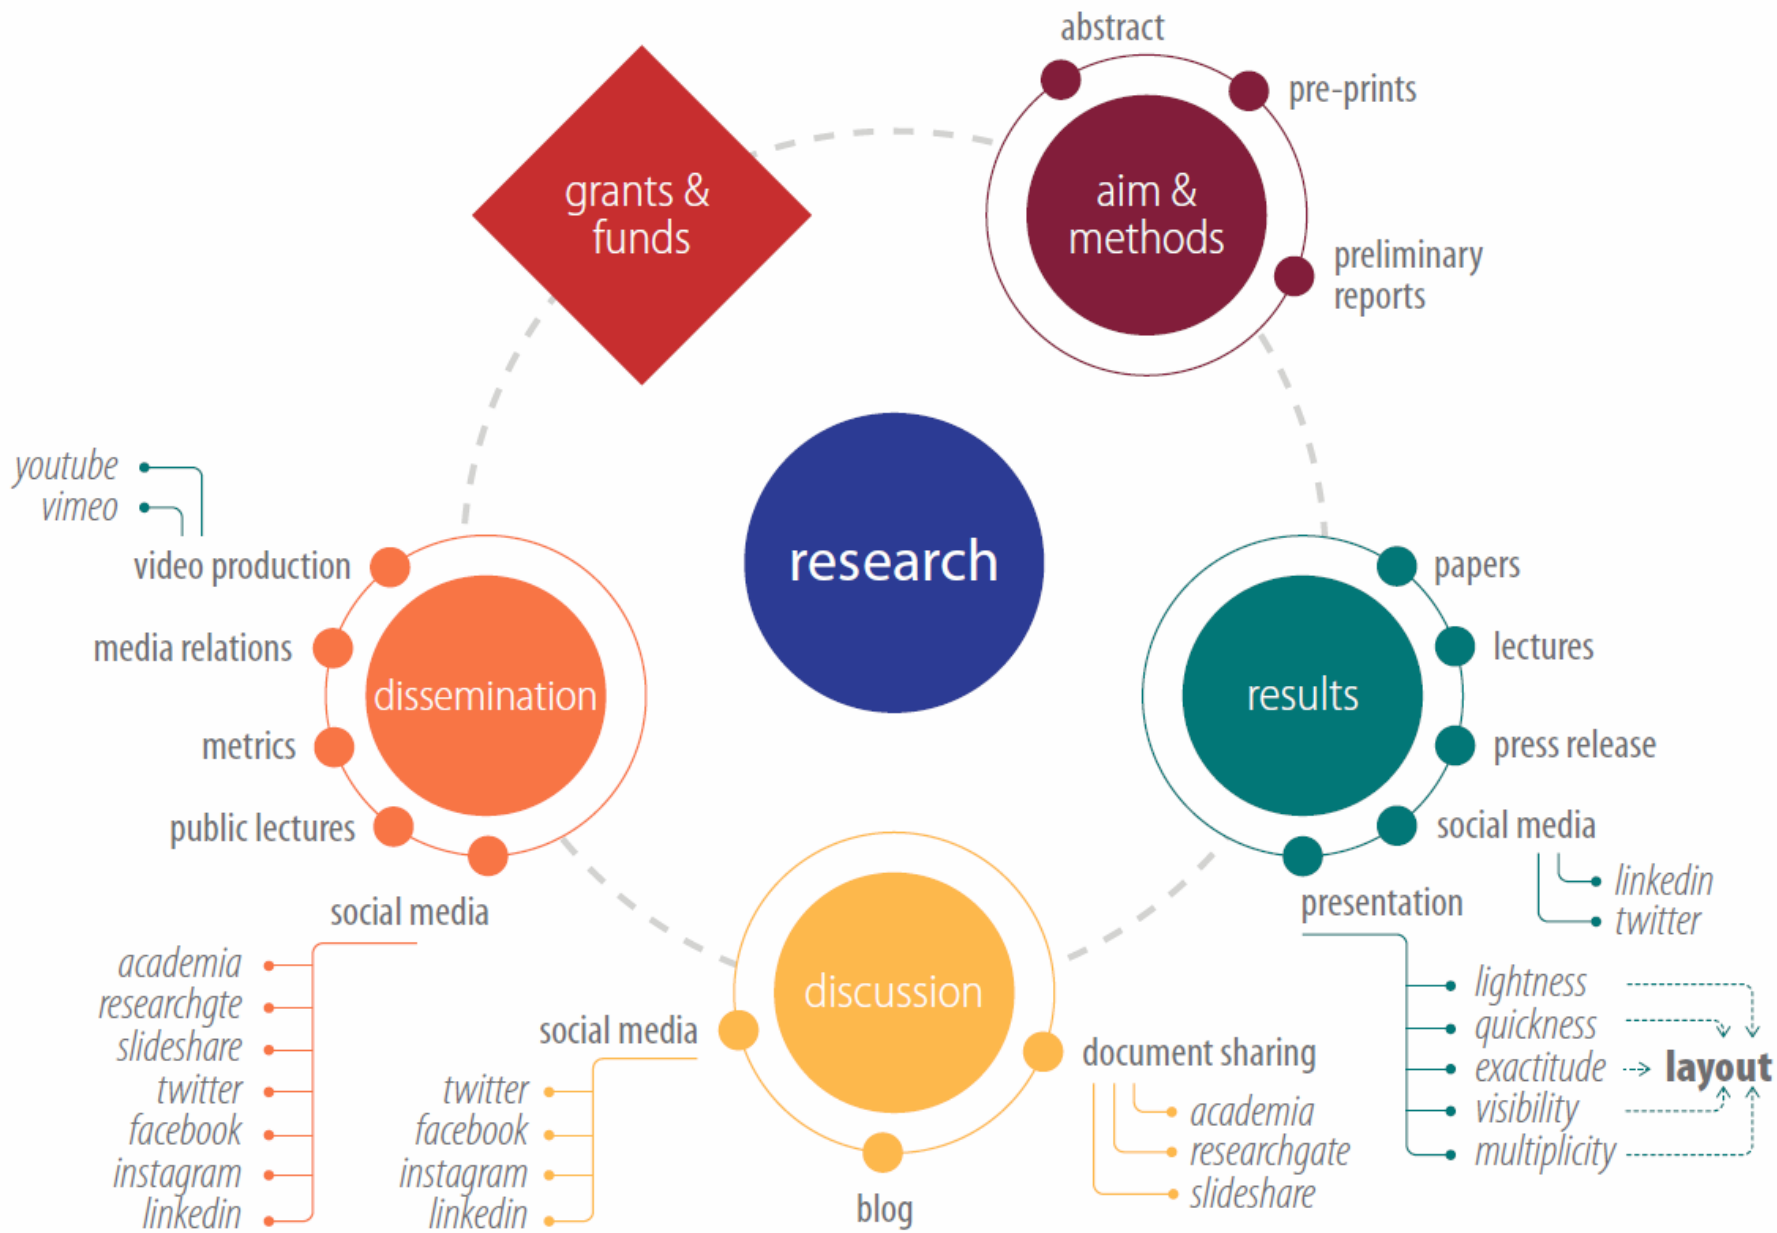 abstract
pre-prints
grants &
funds
aim &
methods
preliminary
reports
research
youtube
vimeo
video production
media relations
dissemination
metrics
public lectures
social media
academia
researchgte
slideshare
twitter
facebook
instagram
linkedin
results
papers
lectures
press release
social media
linkedin
twitter
presentation
lightness
quickness
exactitude
visibility
multiplicity
layout
discussion
social media
twitter
facebook
instagram
linkedin
blog
document sharing
academia
researchgate
slideshare